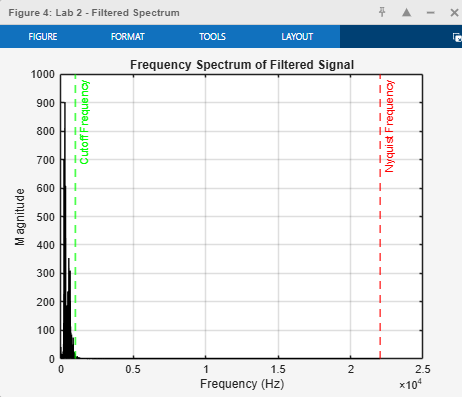 Figure 4: Lab 2 - Filtered Spectrum
FIGURE FORMAT TOOLS LAYOUT
Frequency Spectrum of Filtered Signal
1000
900
800
700
600
500
400
300
200
100
0
Magnitude
Cutoff Frequency
Nyquist Frequency
0 0.5 1 1.5 2 2.5
Frequency (Hz)
×10⁴